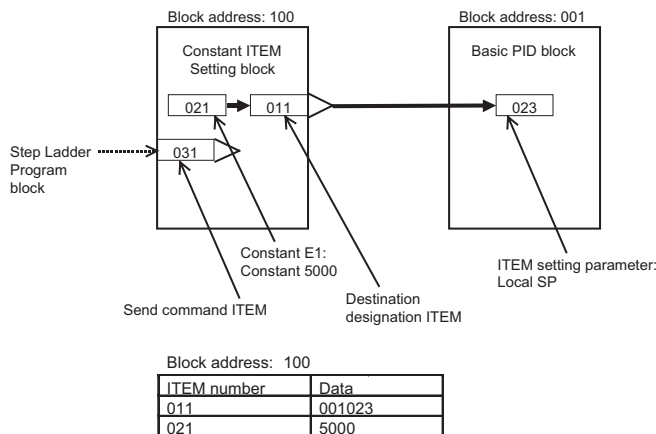 Block address: 100
Block address: 001
Constant ITEM
Setting block
Basic PID block
021
011
023
Step Ladder
Program
block
031
Constant E1:
Constant 5000
ITEM setting parameter:
Local SP
Send command ITEM
Destination
designation ITEM
Block address: 100
ITEM number Data
011 001023
021 5000